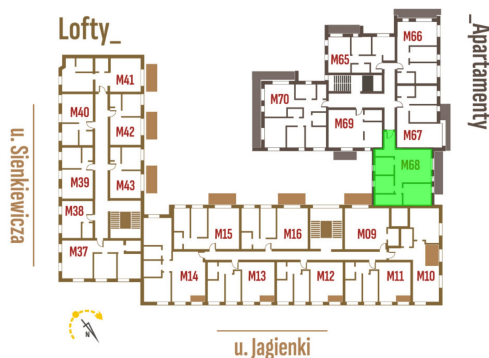 Lofty_
_Apartamenty
M66
M65
M41
M70
M40
M42
M69
M67
M68
u. Sienkiewicza
M39
M43
M38
M15
M16
M09
M37
M14
M13
M12
M11
M10
N
u. Jagienki